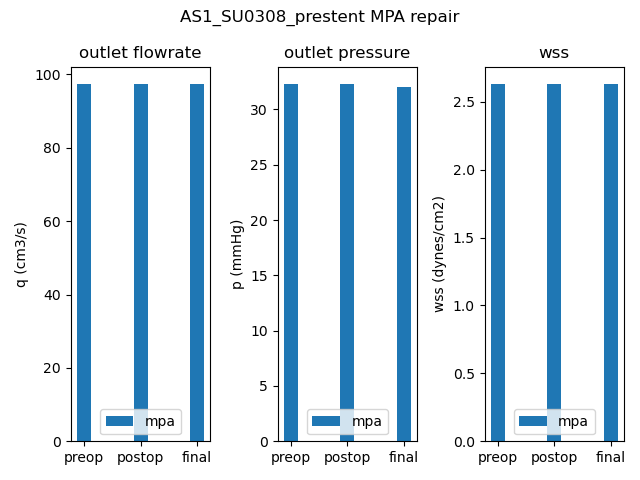 AS1_SU0308_prestent MPA repair
outlet flowrate
q (cm3/s)
100
80
60
40
20
0
mpa
preop postop final
outlet pressure
p (mmHg)
30
25
20
15
10
5
0
mpa
preop postop final
wss
wss (dynes/cm2)
2.5
2.0
1.5
1.0
0.5
0.0
mpa
preop postop final